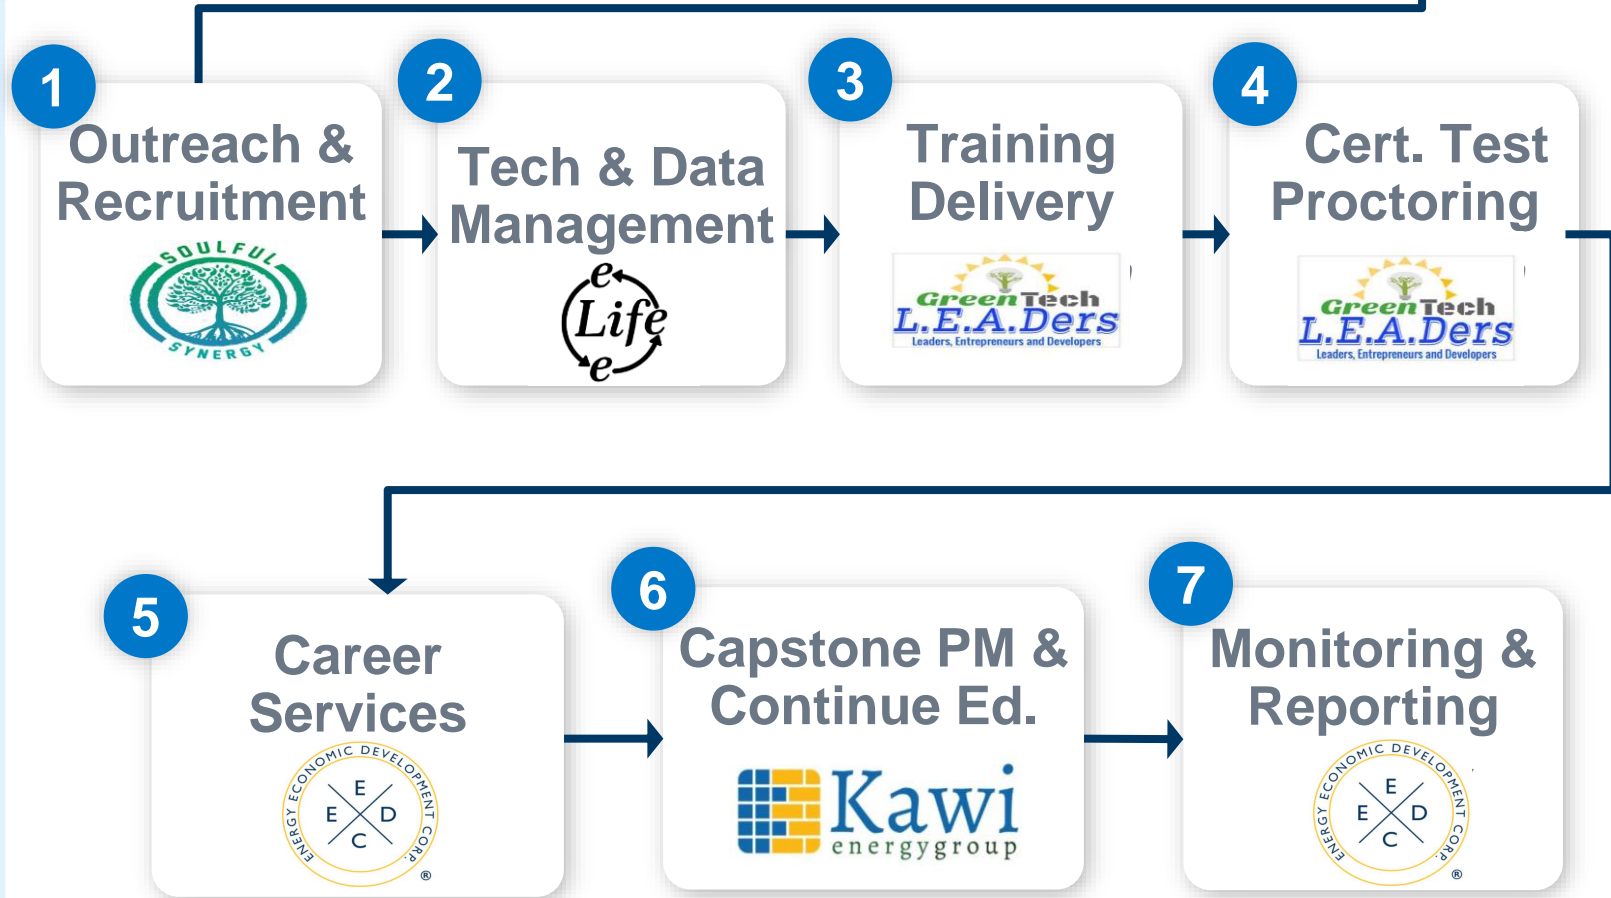 1
Outreach &
Recruitment
SOULFUL
SYNERGY
2
Tech & Data
Management
e
Life
e
3
Training
Delivery
GreenTech
L.E.A.Ders
Leaders, Entrepreneurs and Developers
4
Cert. Test
Proctoring
GreenTech
L.E.A.Ders
Leaders, Entrepreneurs and Developers
5
Career
Services
ENERGY ECONOMIC DEVELOPMENT CORP.
E
E D
C
®
6
Capstone PM &
Continue Ed.
Kawi
energygroup
7
Monitoring &
Reporting
ENERGY ECONOMIC DEVELOPMENT CORP.
E
E D
C
®